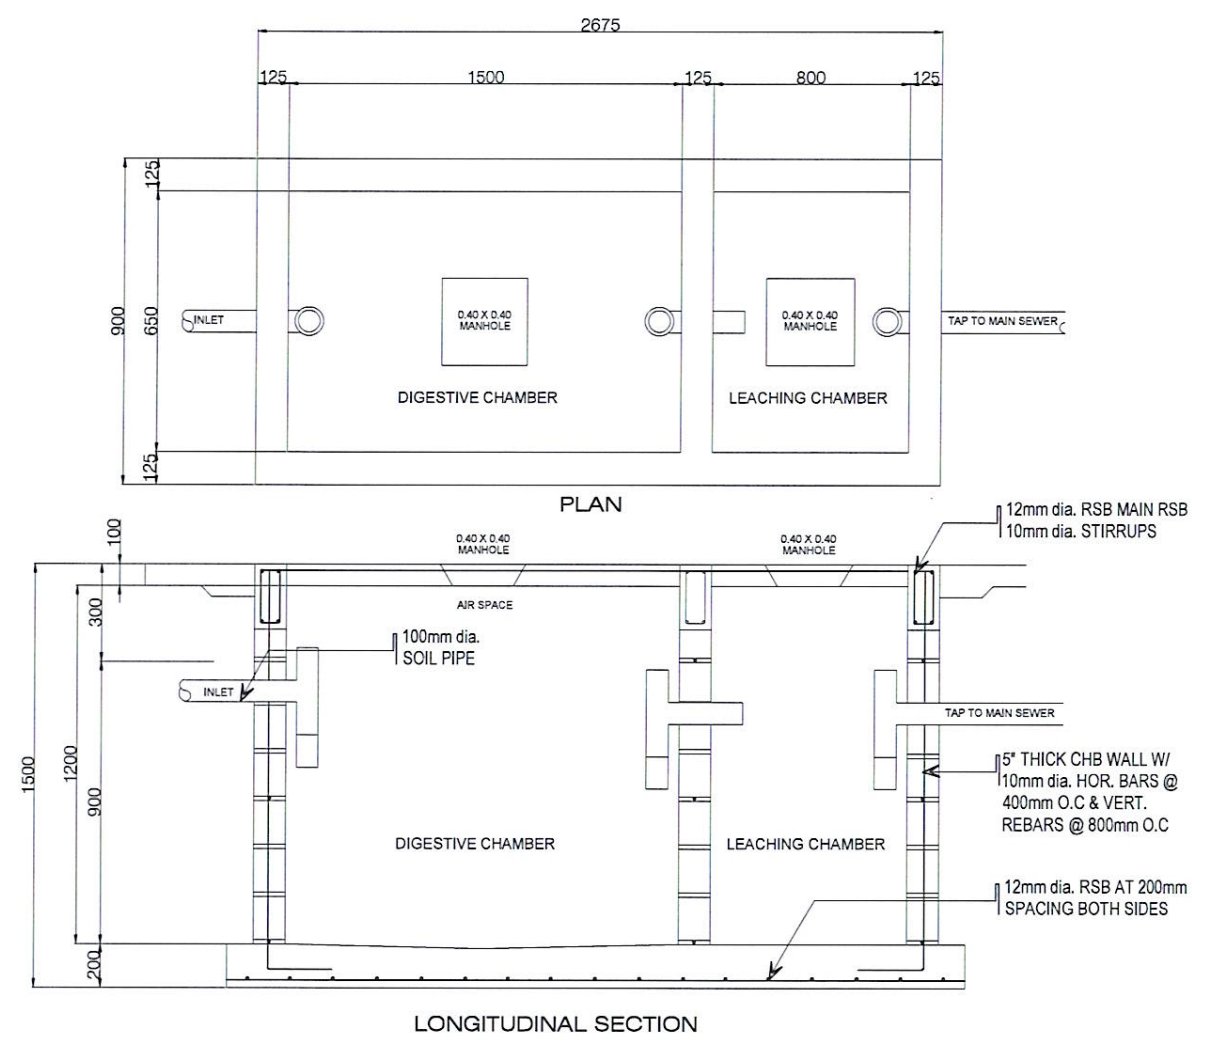 2675
125
1500
125
800
125
125
900
650
125
INLET
0.40 X 0.40
MANHOLE
0.40 X 0.40
MANHOLE
TAP TO MAIN SEWER
DIGESTIVE CHAMBER
LEACHING CHAMBER
PLAN
12mm dia. RSB MAIN RSB
10mm dia. STIRRUPS
100
0.40 X 0.40
MANHOLE
0.40 X 0.40
MANHOLE
300
AIR SPACE
100mm dia.
SOIL PIPE
INLET
TAP TO MAIN SEWER
1500
1200
900
5" THICK CHB WALL W/
10mm dia. HOR. BARS @
400mm O.C & VERT.
REBARS @ 800mm O.C
DIGESTIVE CHAMBER
LEACHING CHAMBER
12mm dia. RSB AT 200mm
SPACING BOTH SIDES
200
LONGITUDINAL SECTION